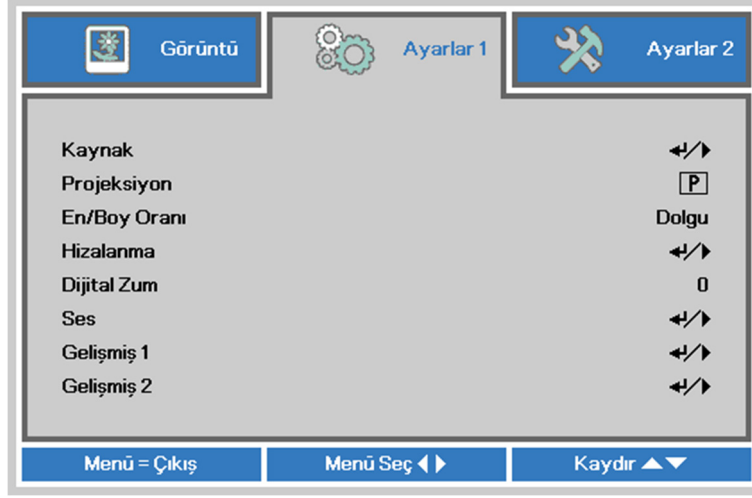 Görüntü Ayarlar 1 Ayarlar 2
Kaynak
Projeksiyon P
En/Boy Oranı Dolgu
Hizalanma
Dijital Zum 0
Ses
Gelişmiş 1
Gelişmiş 2
Menü = Çıkış Menü Seç Kaydır